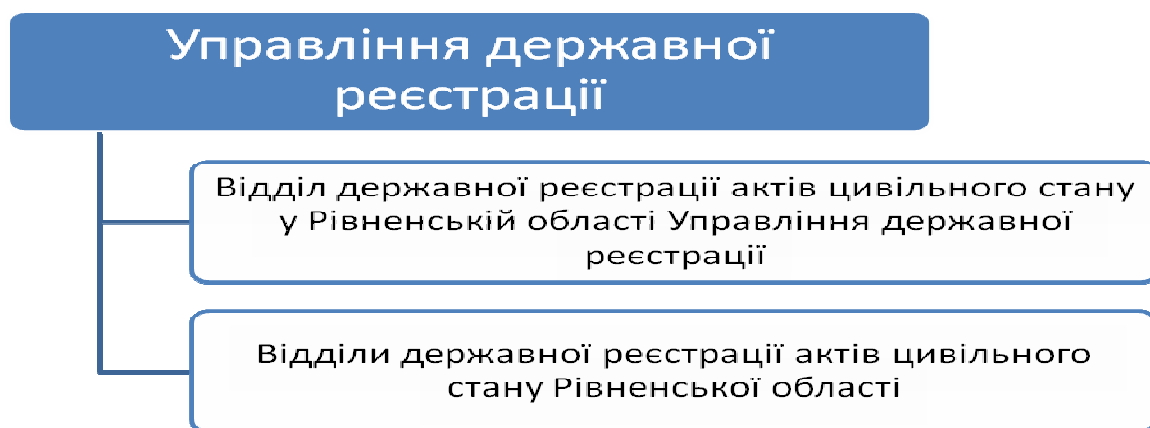 Управління державної
реєстрації
Відділ державної реєстрації актів цивільного стану
у Рівненській області Управління державної
реєстрації
Відділи державної реєстрації актів цивільного
стану Рівненської області